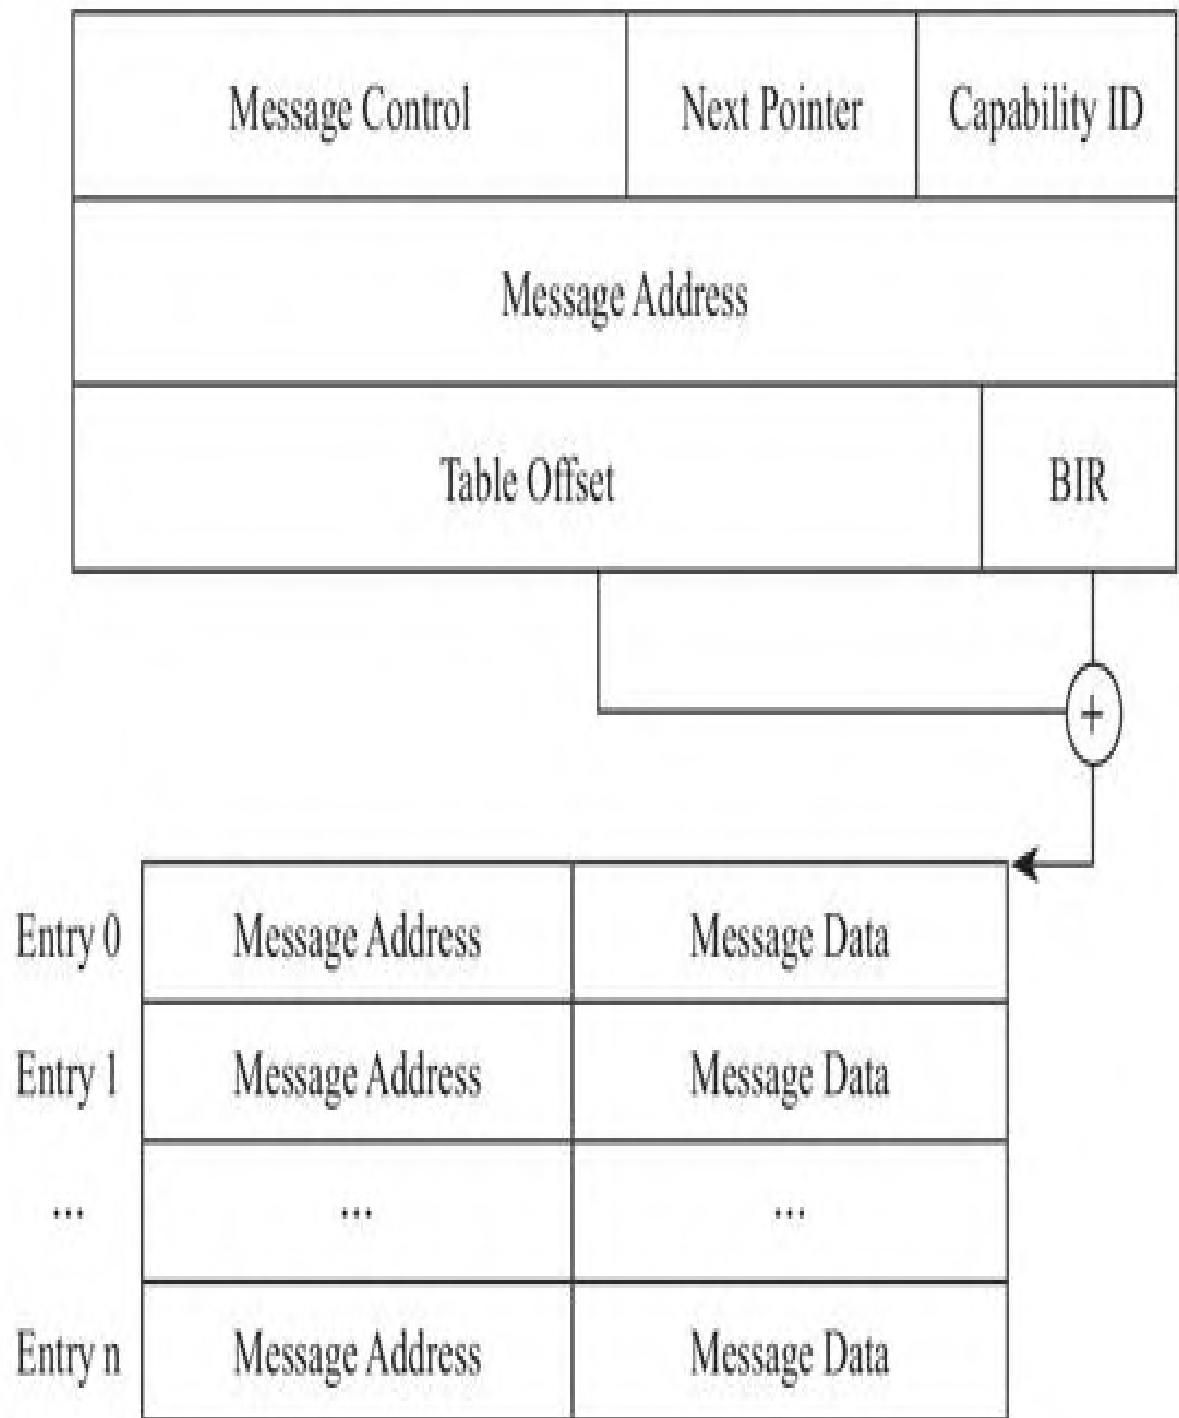 Message Control Next Pointer Capability ID
Message Address
Table Offset BIR
+
Entry 0 Message Address Message Data
Entry 1 Message Address Message Data
... ... ...
Entry n Message Address Message Data